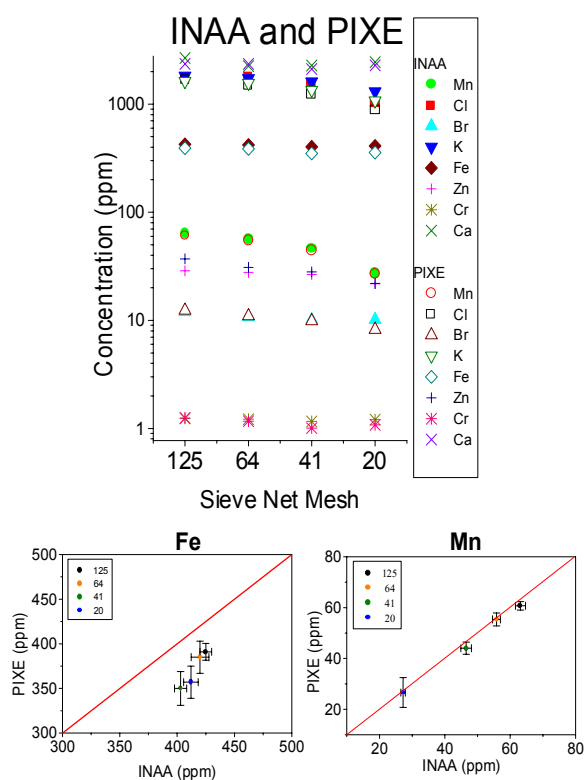 INAA and PIXE
Concentration (ppm)
1000
100
10
1
125
64
41
20
Sieve Net Mesh
INAA
Mn
Cl
Br
K
Fe
Zn
Cr
Ca
PIXE
Mn
Cl
Br
K
Fe
Zn
Cr
Ca
Fe
PIXE (ppm)
500
450
400
350
300
125
64
41
20
300
350
400
450
500
INAA (ppm)
Mn
PIXE (ppm)
80
60
40
20
125
64
41
20
20
40
60
80
INAA (ppm)